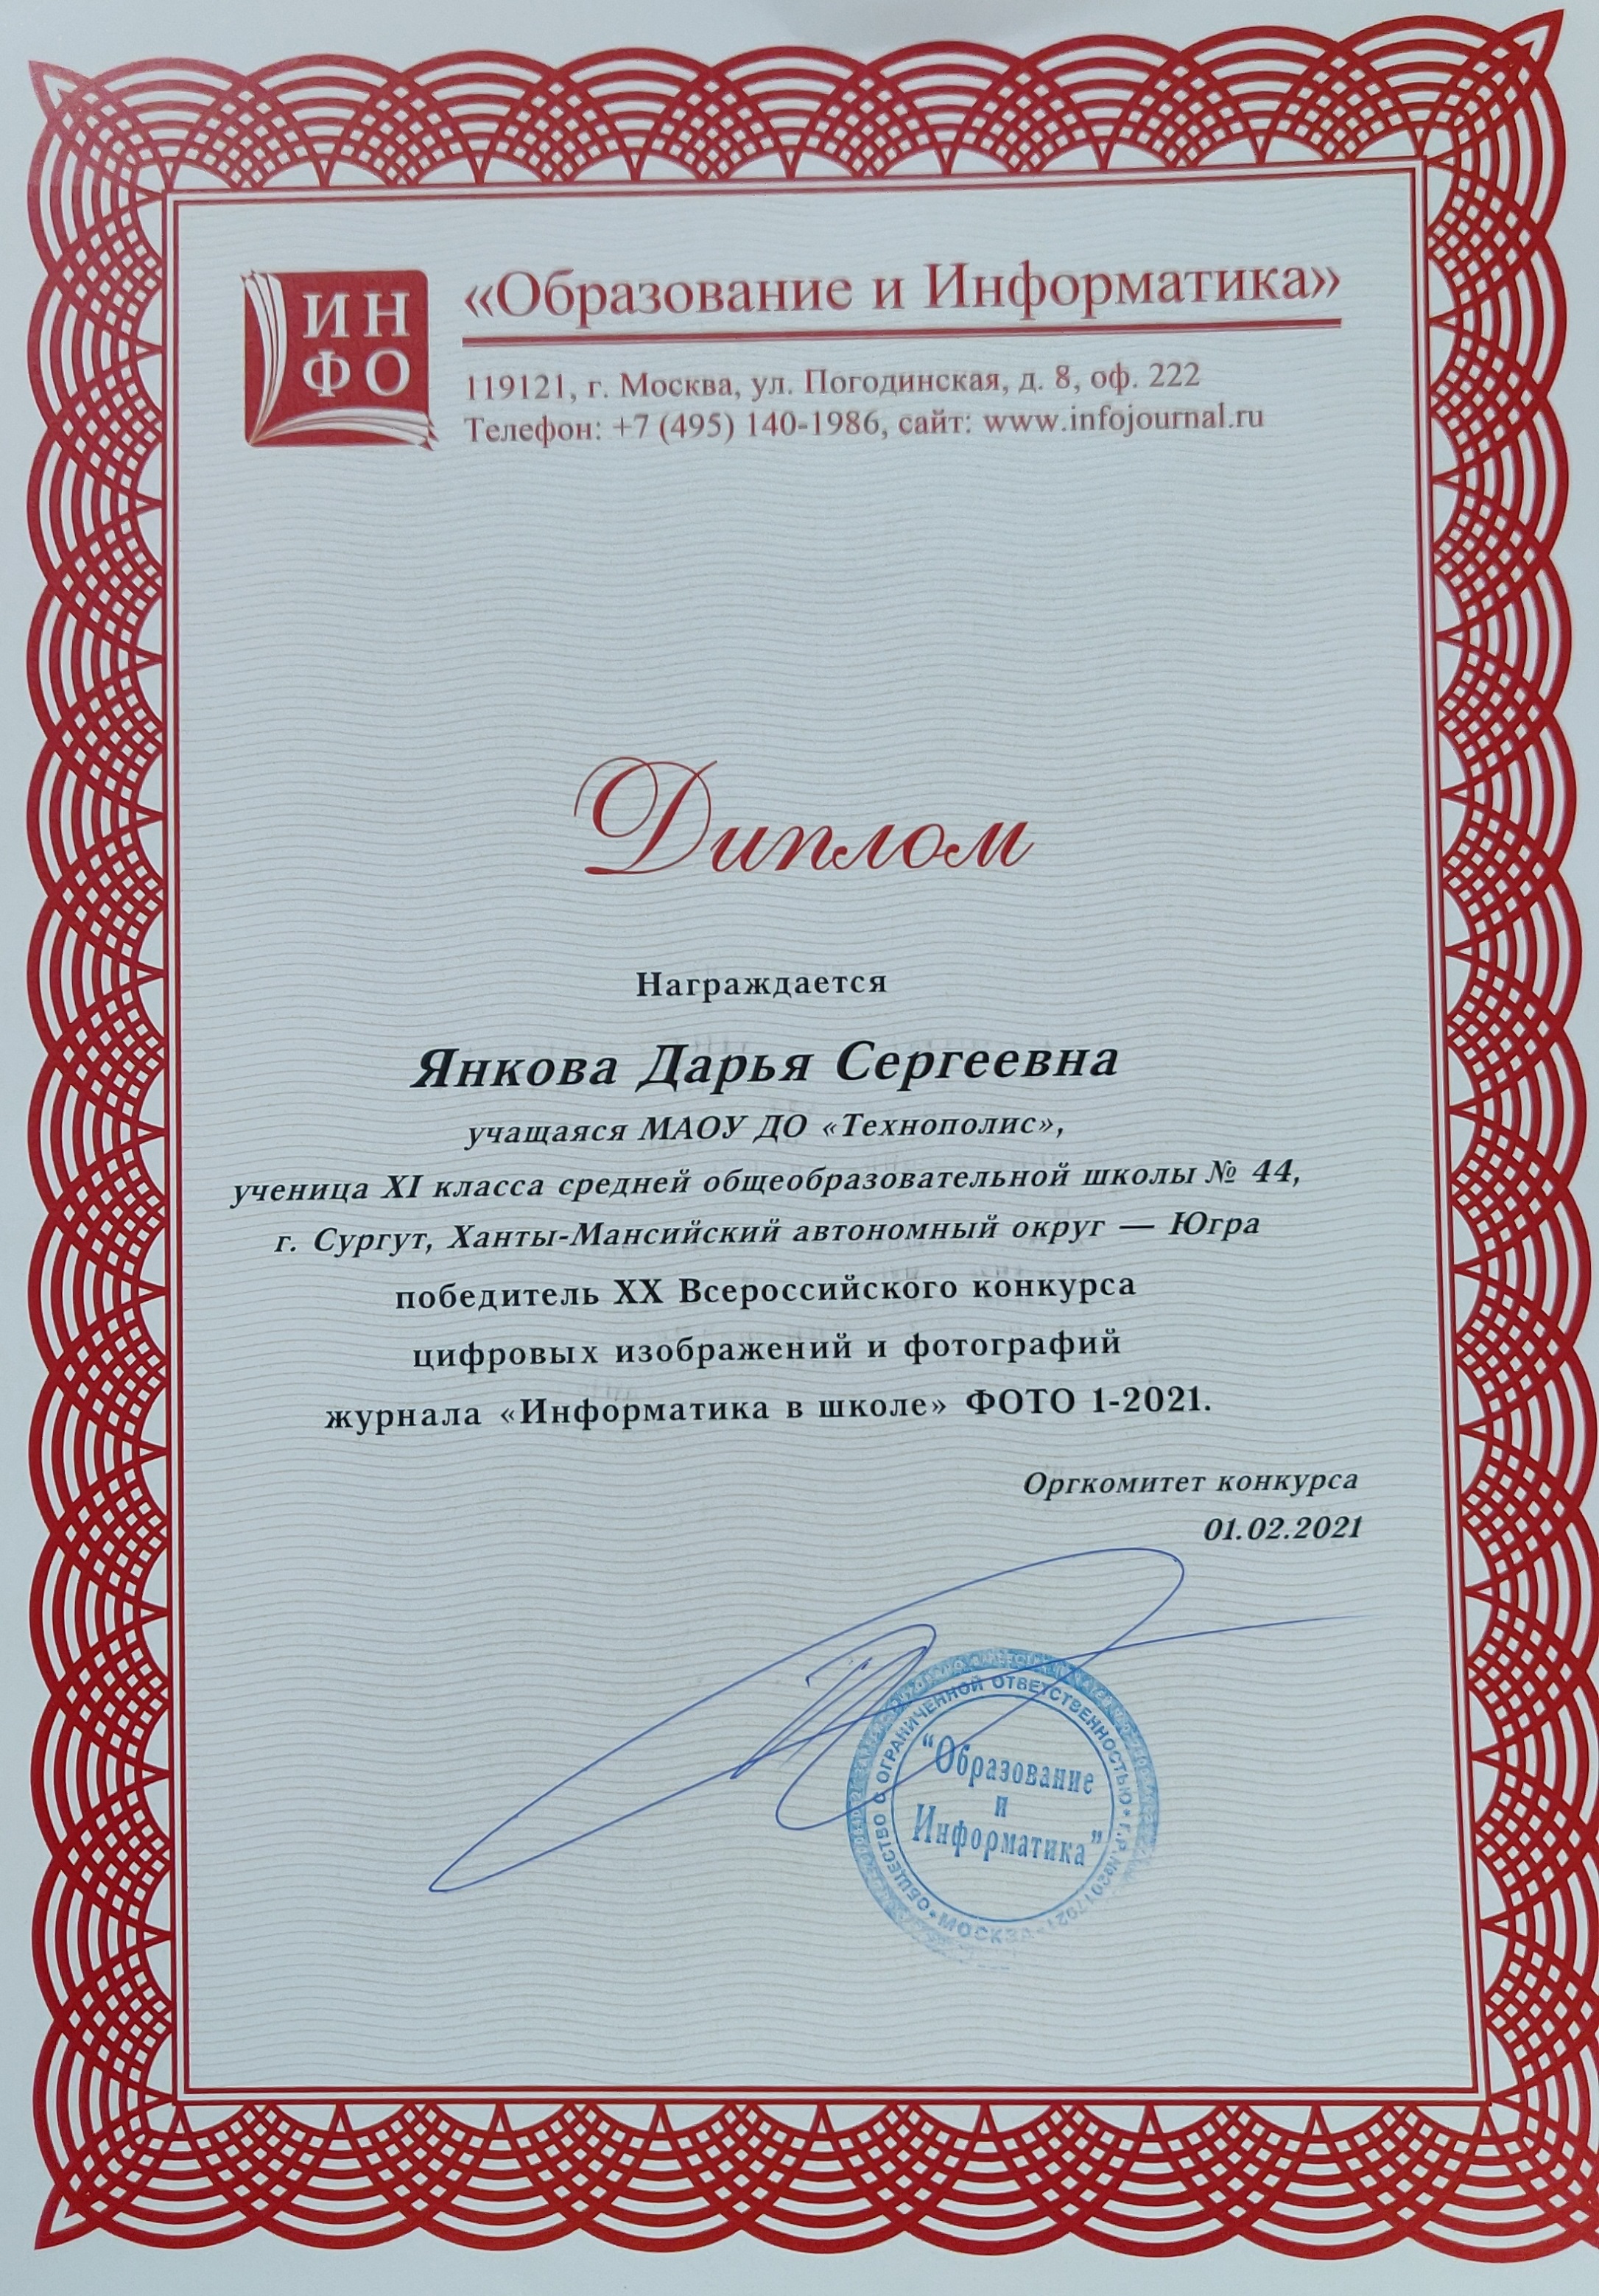 ИН
ФО
«Образование и Информатика»
119121, г. Москва, ул. Погодинская, д. 8, оф. 222
Телефон: +7 (495) 140-1986, сайт: www.infojournal.ru
Диплом
Награждается
Янкова Дарья Сергеевна
учащаяся МАОУ ДО «Технополис»,
ученица XI класса средней общеобразовательной школы № 44,
г. Сургут, Ханты-Мансийский автономный округ — Югра
победитель XX Всероссийского конкурса
цифровых изображений и фотографий
журнала «Информатика в школе» ФОТО 1-2021.
Оргкомитет конкурса
01.02.2021
ОБЩЕСТВО С ОГРАНИЧЕННОЙ ОТВЕТСТВЕННОСТЬЮ
"Образование
и
Информатика"
МОСКВА